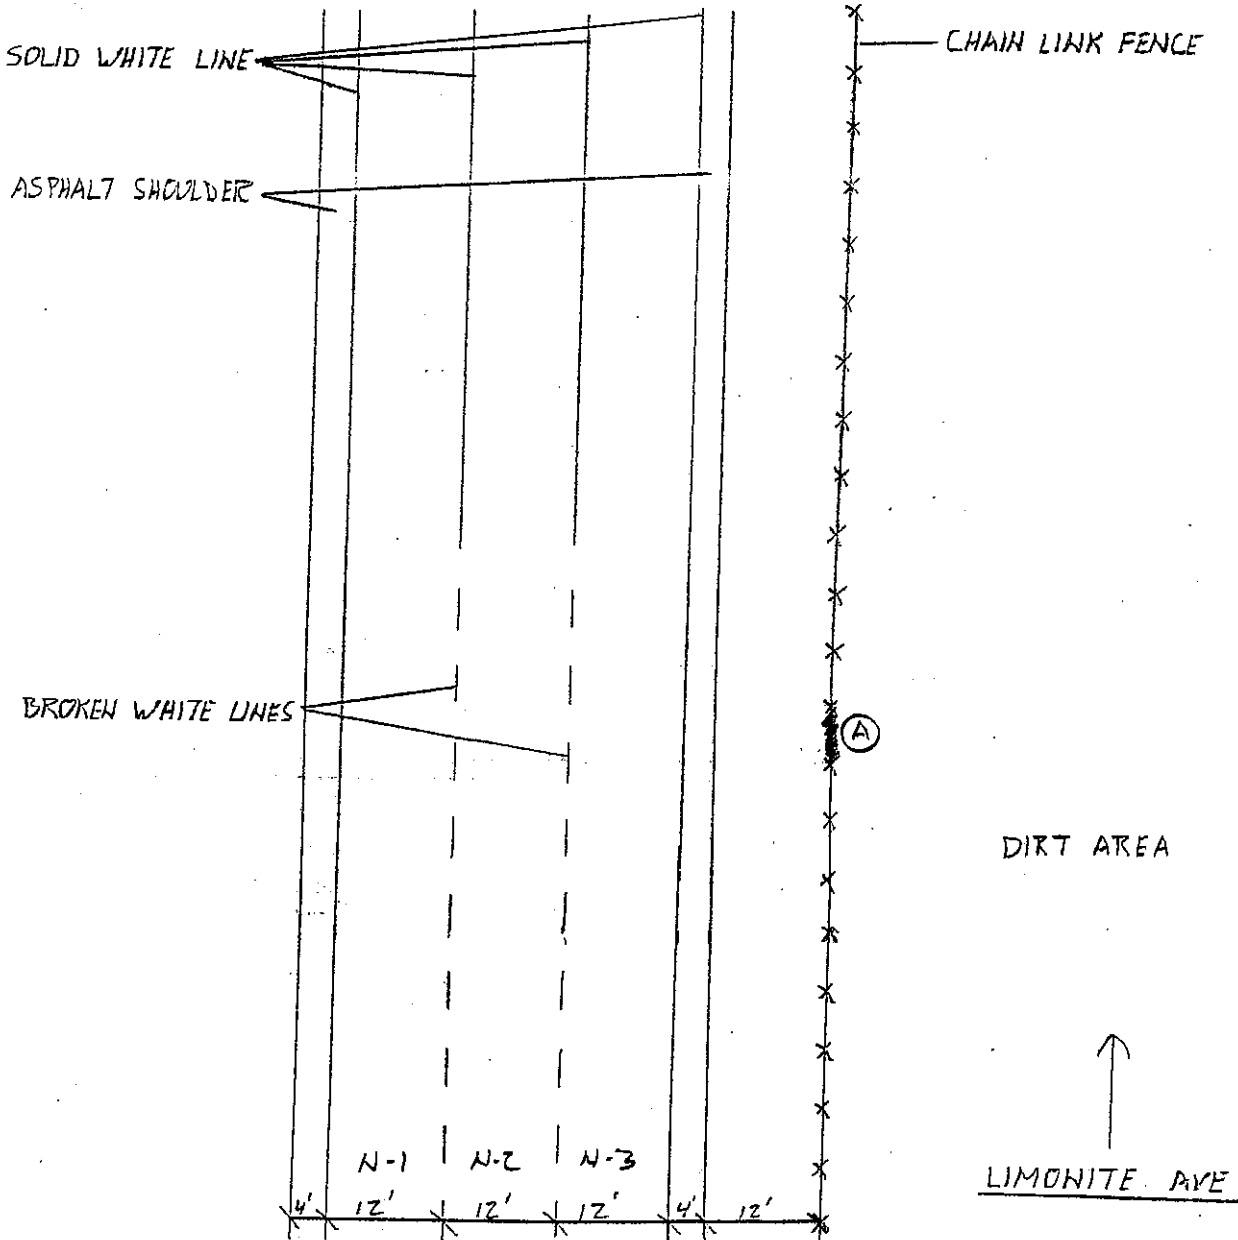 SOLID WHITE LINE
CHAIN LINK FENCE
ASPHALT SHOULDER
BROKEN WHITE LINES
A
DIRT AREA
N-1 N-2 N-3
LIMONITE AVE
4' 12' 12' 12' 4' 12'